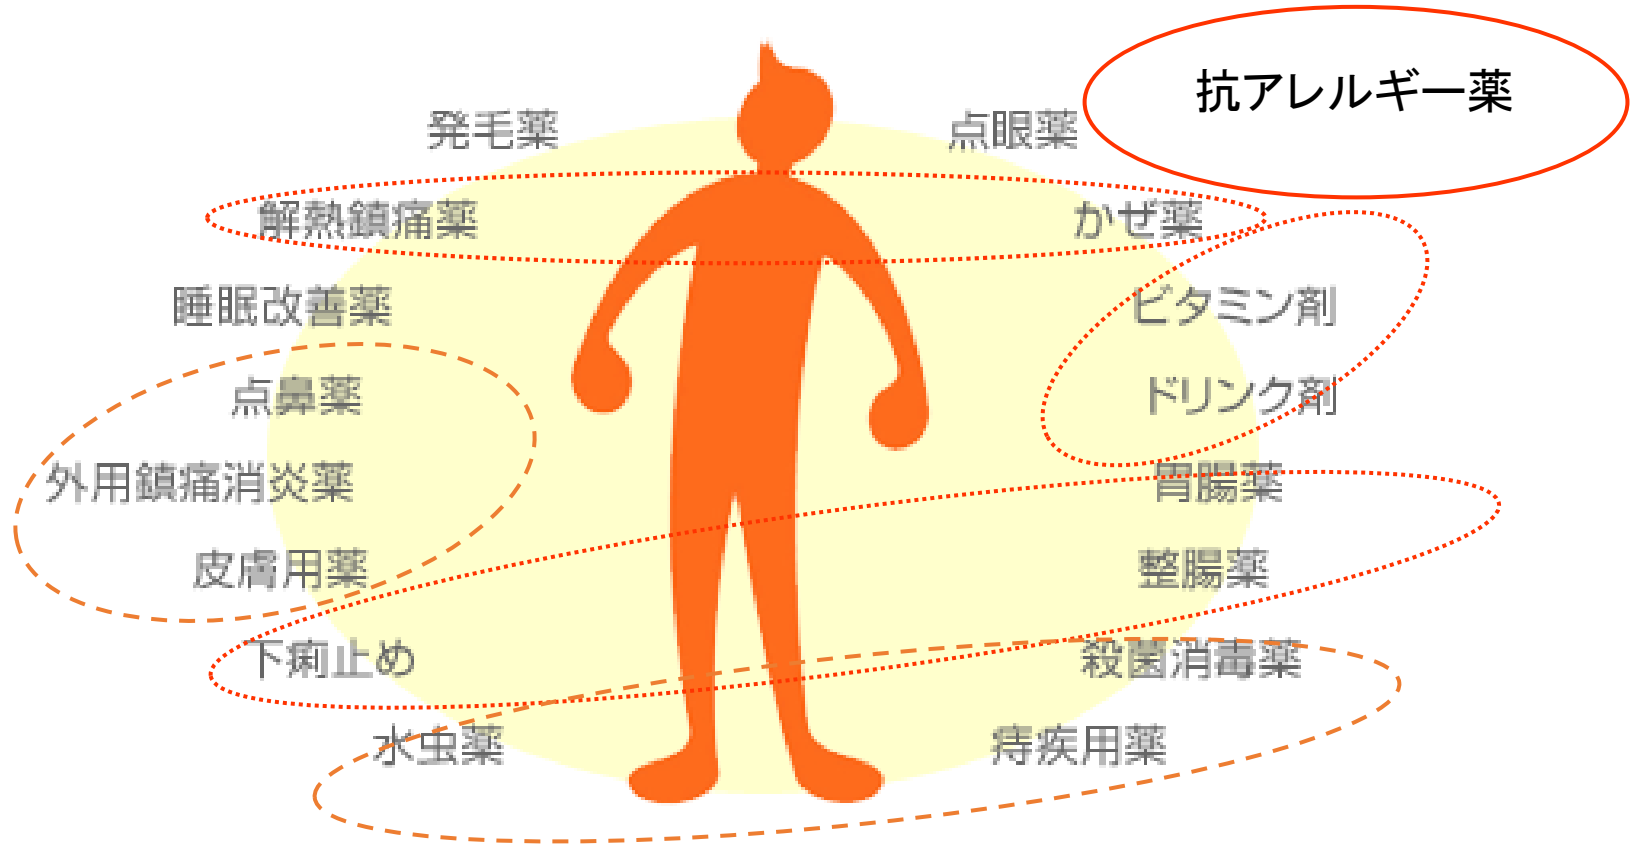 抗アレルギー薬
発毛薬
点眼薬
解熱鎮痛薬
かぜ薬
睡眠改善薬
ビタミン剤
点鼻薬
ドリンク剤
外用鎮痛消炎薬
胃腸薬
皮膚用薬
整腸薬
下痢止め
殺菌消毒薬
水虫薬
痔疾用薬